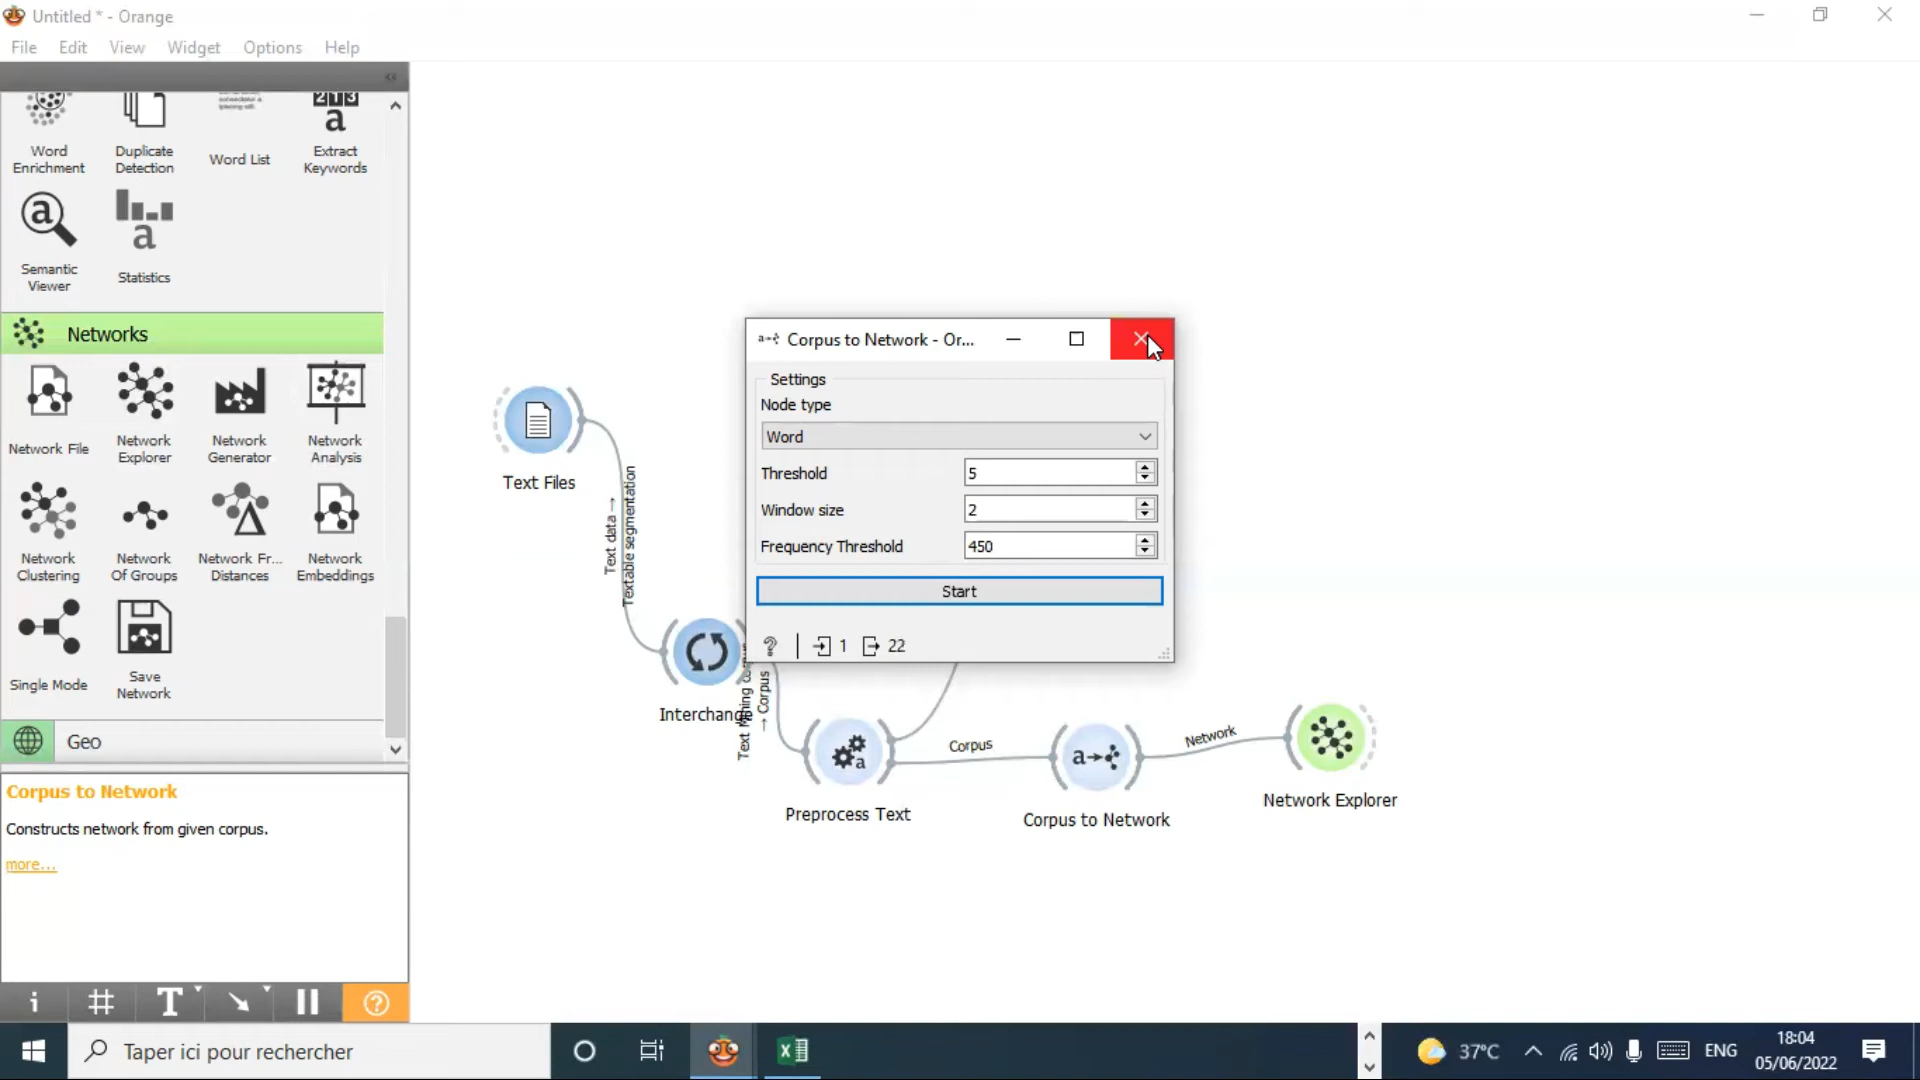 Untitled * - Orange
File Edit View Widget Options Help
213
a
Word
Enrichment
Duplicate
Detection
Word List
Extract
Keywords
a
a
Semantic
Viewer
Statistics
Networks
Network File
Network
Explorer
Network
Generator
Network
Analysis
Network
Clustering
Network
Of Groups
Network Fr...
Distances
Network
Embeddings
Single Mode
Save
Network
Geo
Corpus to Network
Constructs network from given corpus.
more...
Text Files
Text data →
Textable segmentation
Interchange
→ Corpus
a
Preprocess Text
Corpus
a
Corpus to Network
Network
Network Explorer
Corpus to Network - Or...
Settings
Node type
Word
Threshold 5
Window size 2
Frequency Threshold 450
Start
1 22
Taper ici pour rechercher
37°C
ENG
18:04
05/06/2022